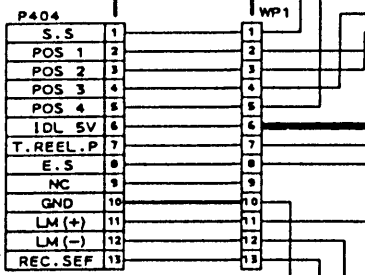 P404 WP1
S.S 1 1
POS 1 2 2
POS 2 3 3
POS 3 4 4
POS 4 5 5
IDL 5V 6 6
T.REEL.P 7 7
E.S 8 8
NC 9 9
GND 10 10
LM(+) 11 11
LM(−) 12 12
REC.SEF 13 13